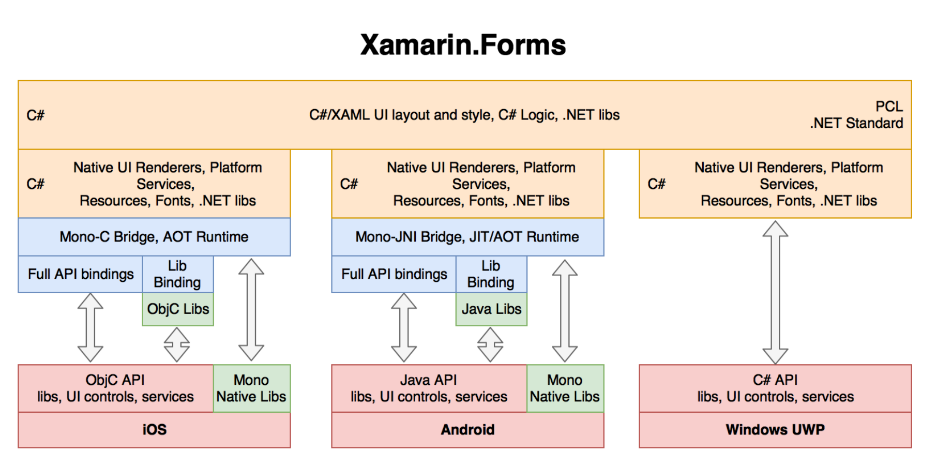 Xamarin.Forms
C#
C#/XAML UI layout and style, C# Logic, .NET libs
PCL
.NET Standard
C#
Native UI Renderers, Platform
Services,
Resources, Fonts, .NET libs
C#
Native UI Renderers, Platform
Services,
Resources, Fonts, .NET libs
C#
Native UI Renderers, Platform
Services,
Resources, Fonts, .NET libs
Mono-C Bridge, AOT Runtime
Mono-JNI Bridge, JIT/AOT Runtime
Full API bindings
Lib
Binding
Full API bindings
Lib
Binding
ObjC Libs
Java Libs
ObjC API
libs, UI controls, services
Mono
Native Libs
Java API
libs, UI controls, services
Mono
Native Libs
C# API
libs, UI controls, services
iOS
Android
Windows UWP